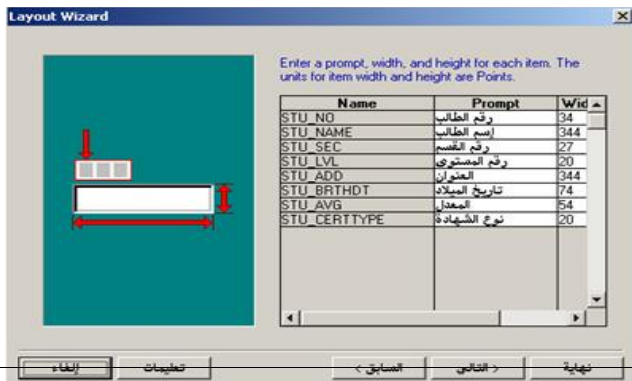 Layout Wizard
Enter a prompt, width, and height for each item. The
units for item width and height are Points.
Name Prompt Wid
STU_NO رقم الطالب 34
STU_NAME إسم الطالب 344
STU_SEC رقم القسم 27
STU_LVL رقم المستوى 20
STU_ADD العنوان 344
STU_BRTHDT تاريخ الميلاد 74
STU_AVG المعدل 54
STU_CERTTYPE نوع الشهادة 20
إلغاء تعليمات السابق > < التالى نهاية